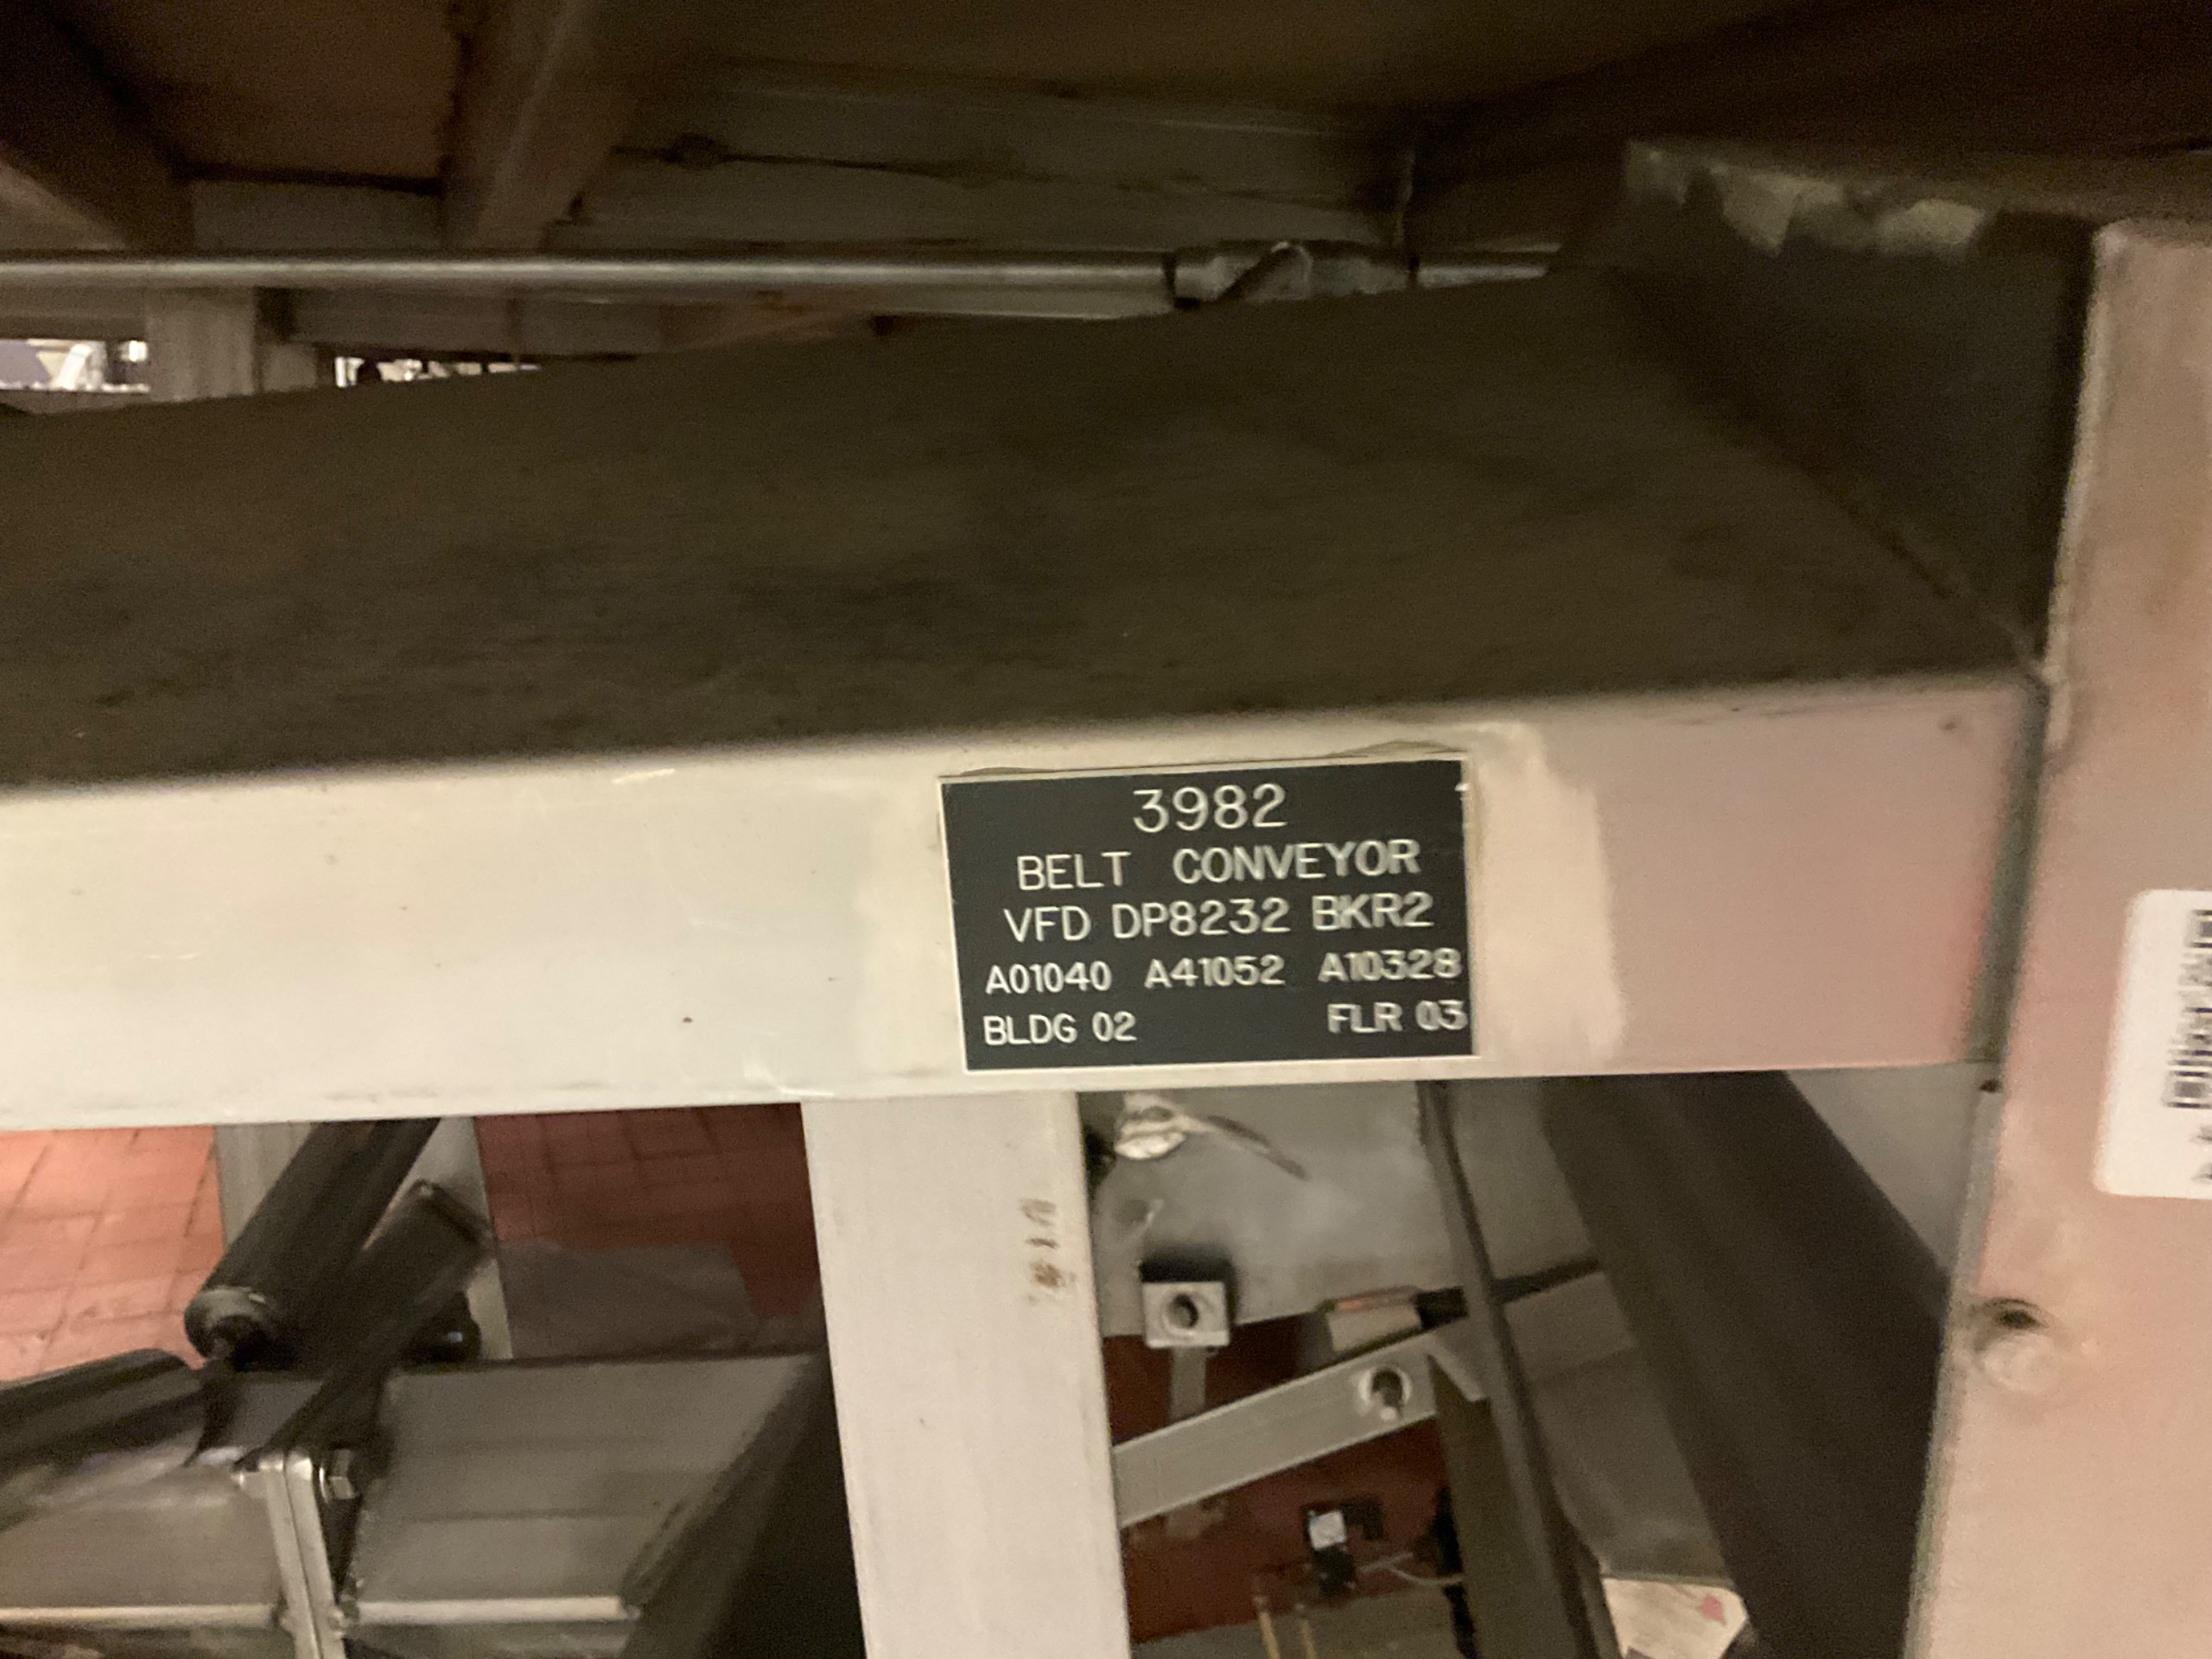 3982
BELT CONVEYOR
VFD DP8232 BKR2
A01040 A41052 A10328
BLDG 02 FLR 03